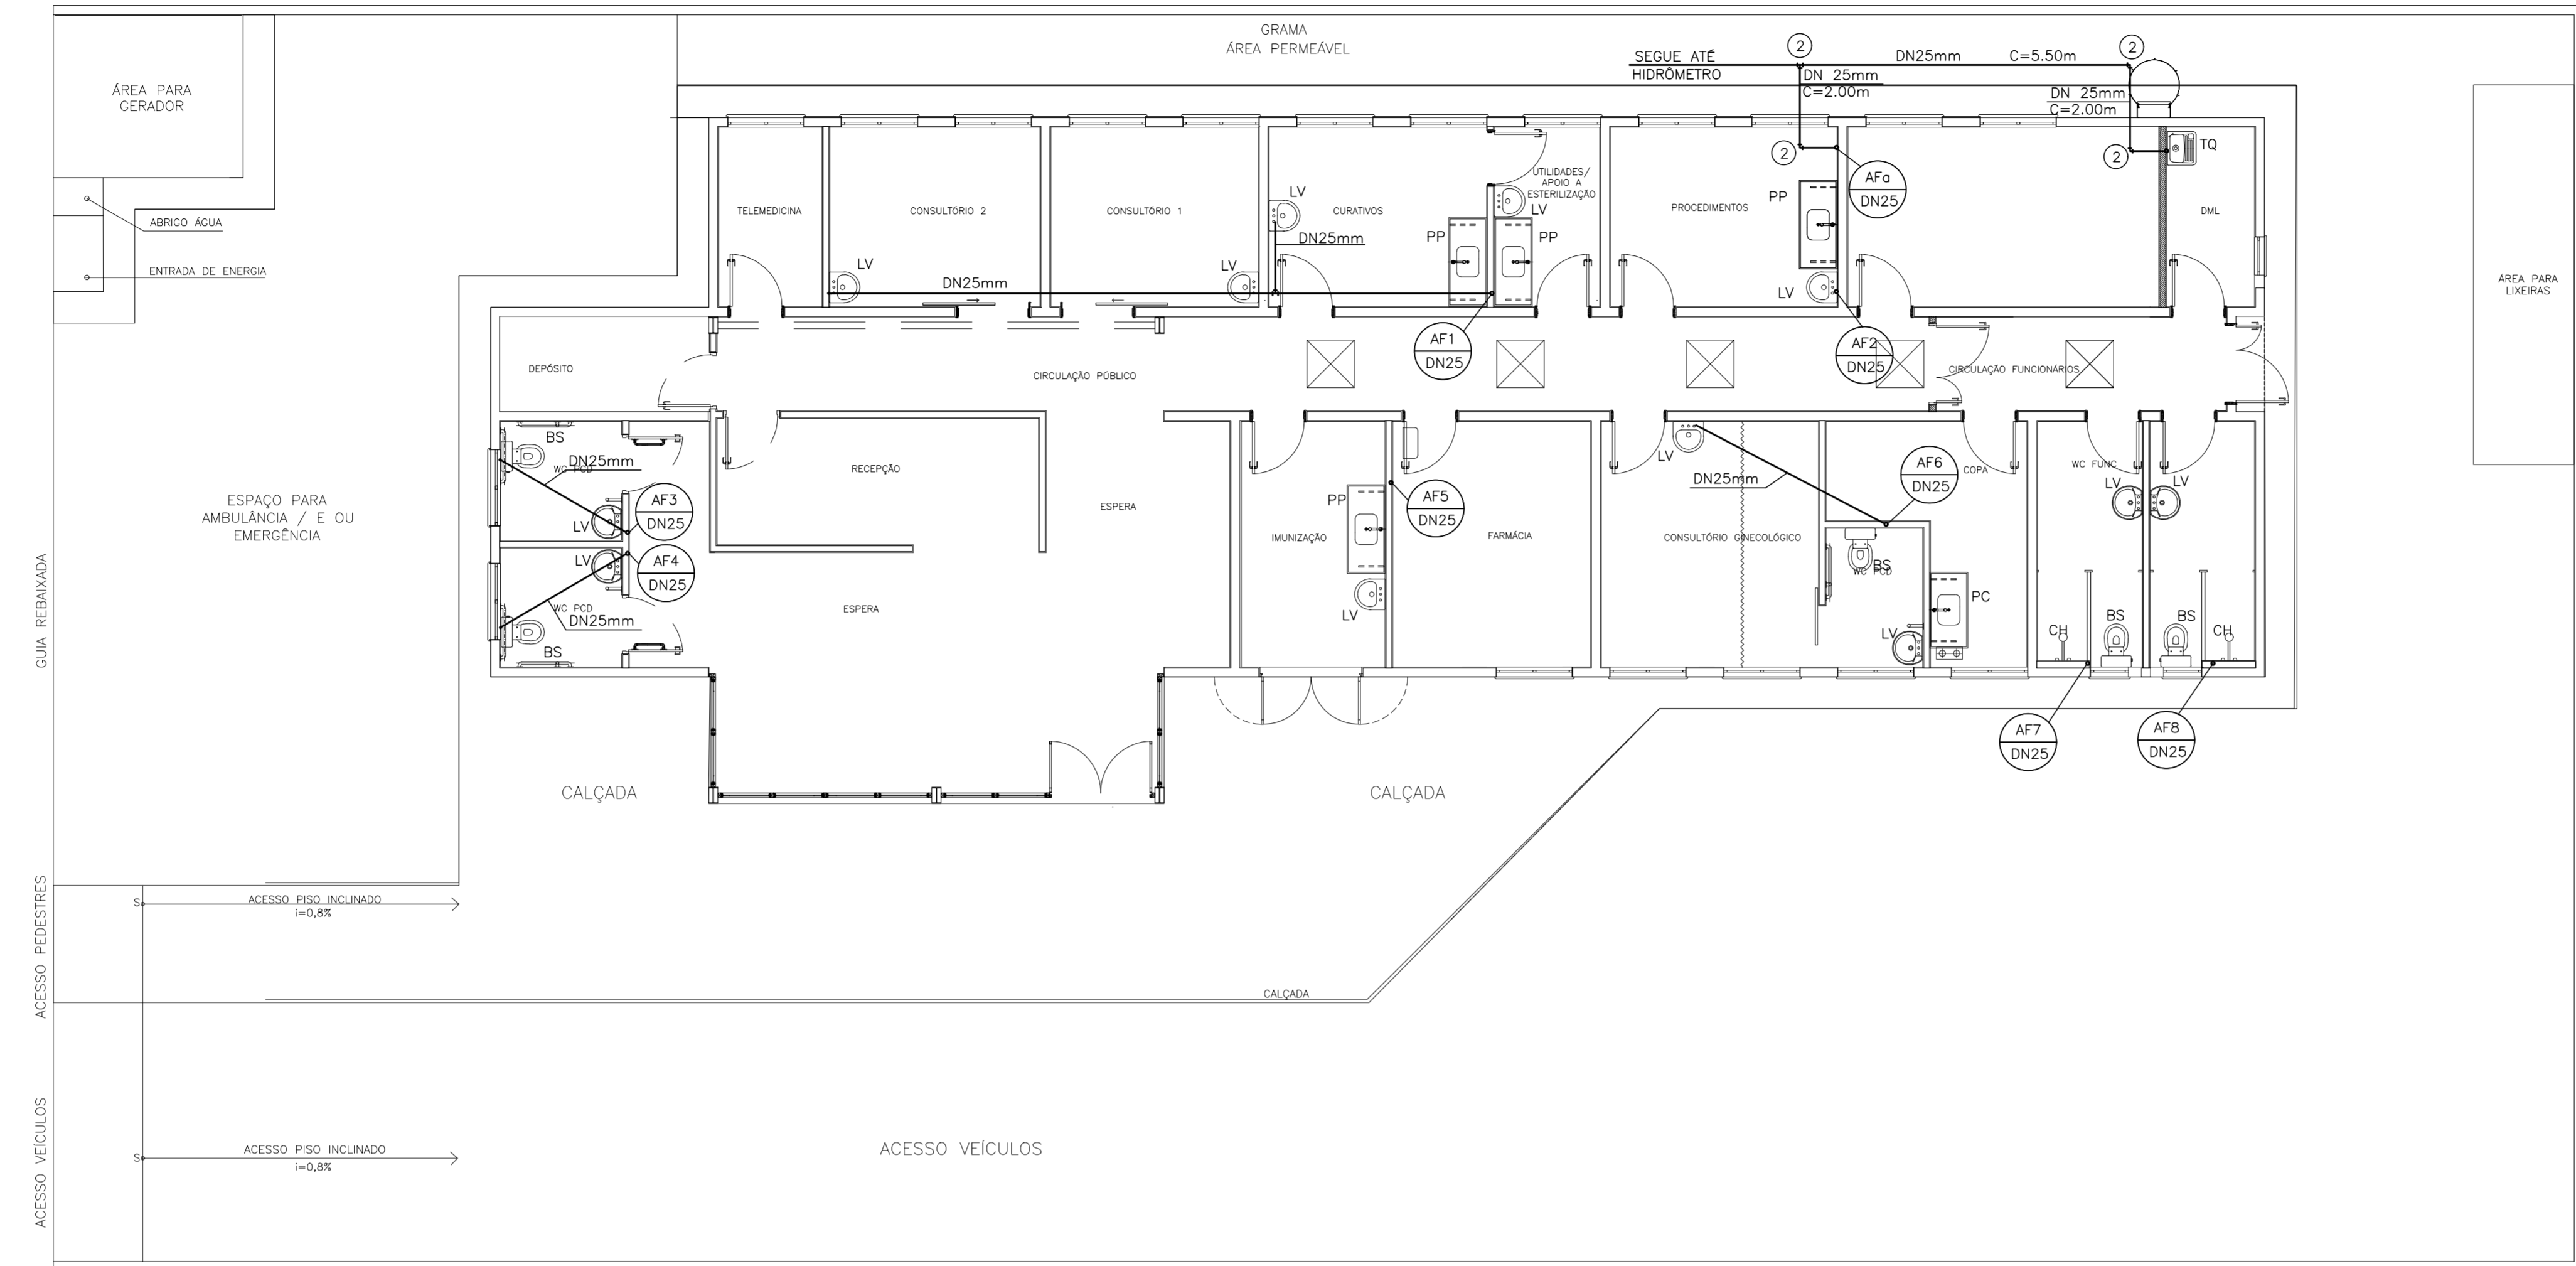 GRAMA
ÁREA PERMEÁVEL
SEGUE ATÉ
HIDRÔMETRO
2
DN25mm
C=5.50m
2
DN 25mm
C=2.00m
DN 25mm
C=2.00m
ÁREA PARA
GERADOR
2
2
TQ
AFa
DN25
UTILIDADES/
APOIO A
ESTERILIZAÇÃO
LV
LV
PP
TELEMEDICINA
CONSULTÓRIO 2
CONSULTÓRIO 1
CURATIVOS
PROCEDIMENTOS
DML
ABRIGO ÁGUA
DN25mm
PP
PP
ENTRADA DE ENERGIA
LV
LV
DN25mm
LV
ÁREA PARA
LIXEIRAS
AF1
DN25
AF2
DN25
DEPÓSITO
CIRCULAÇÃO PÚBLICO
CIRCULAÇÃO FUNCIONÁRIOS
BS
DN25mm
WC PCD
RECEPÇÃO
LV
AF6
DN25
COPA
WC FUNC
DN25mm
LV
LV
ESPAÇO PARA
AMBULÂNCIA / E OU
EMERGÊNCIA
AF3
DN25
LV
ESPERA
PP
AF5
DN25
IMUNIZAÇÃO
FARMÁCIA
CONSULTÓRIO GINECOLÓGICO
LV
AF4
DN25
BS
WC PCD
WC PCD
DN25mm
ESPERA
LV
PC
BS
LV
CH
BS
BS
CH
GUIA REBAIXADA
AF7
DN25
AF8
DN25
CALÇADA
CALÇADA
ACESSO PEDESTRES
S
ACESSO PISO INCLINADO
i=0,8%
CALÇADA
ACESSO VEÍCULOS
S
ACESSO PISO INCLINADO
i=0,8%
ACESSO VEÍCULOS